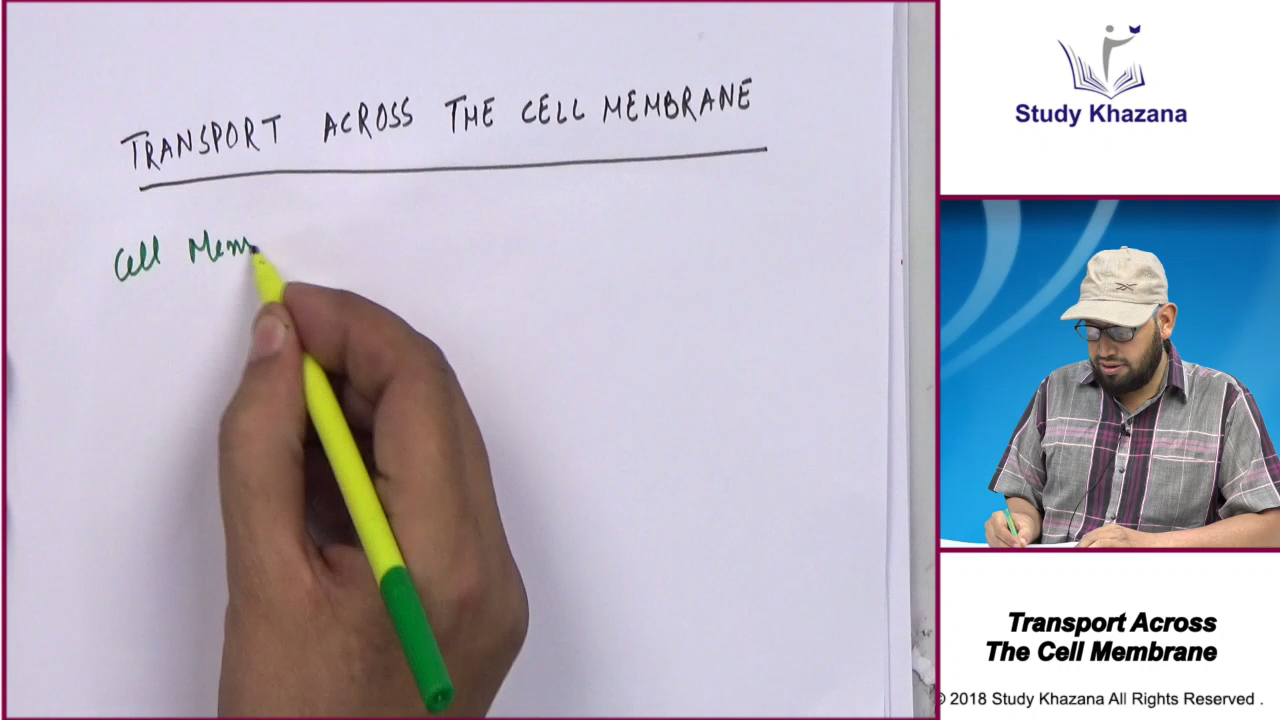 TRANSPORT ACROSS THE CELL MEMBRANE
Cell Mem
Study Khazana
Transport Across
The Cell Membrane
© 2018 Study Khazana All Rights Reserved .